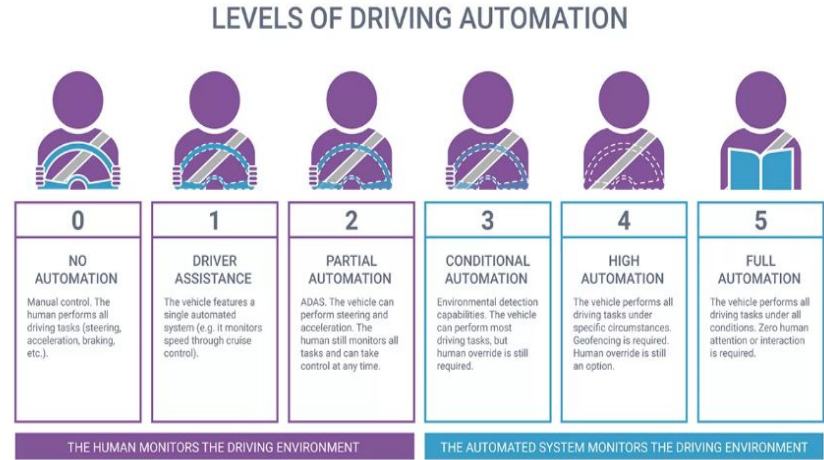 LEVELS OF DRIVING AUTOMATION
0
NO
AUTOMATION
Manual control. The
human performs all
driving tasks (steering,
acceleration, braking,
etc.).
1
DRIVER
ASSISTANCE
The vehicle features a
single automated
system (e.g. it monitors
speed through cruise
control).
2
PARTIAL
AUTOMATION
ADAS. The vehicle can
perform steering and
acceleration. The
human still monitors all
tasks and can take
control at any time.
3
CONDITIONAL
AUTOMATION
Environmental detection
capabilities. The vehicle
can perform most
driving tasks, but
human override is still
required.
4
HIGH
AUTOMATION
The vehicle performs all
driving tasks under
specific circumstances.
Geofencing is required.
Human override is still
an option.
5
FULL
AUTOMATION
The vehicle performs all
driving tasks under all
conditions. Zero human
attention or interaction
is required.
THE HUMAN MONITORS THE DRIVING ENVIRONMENT
THE AUTOMATED SYSTEM MONITORS THE DRIVING ENVIRONMENT